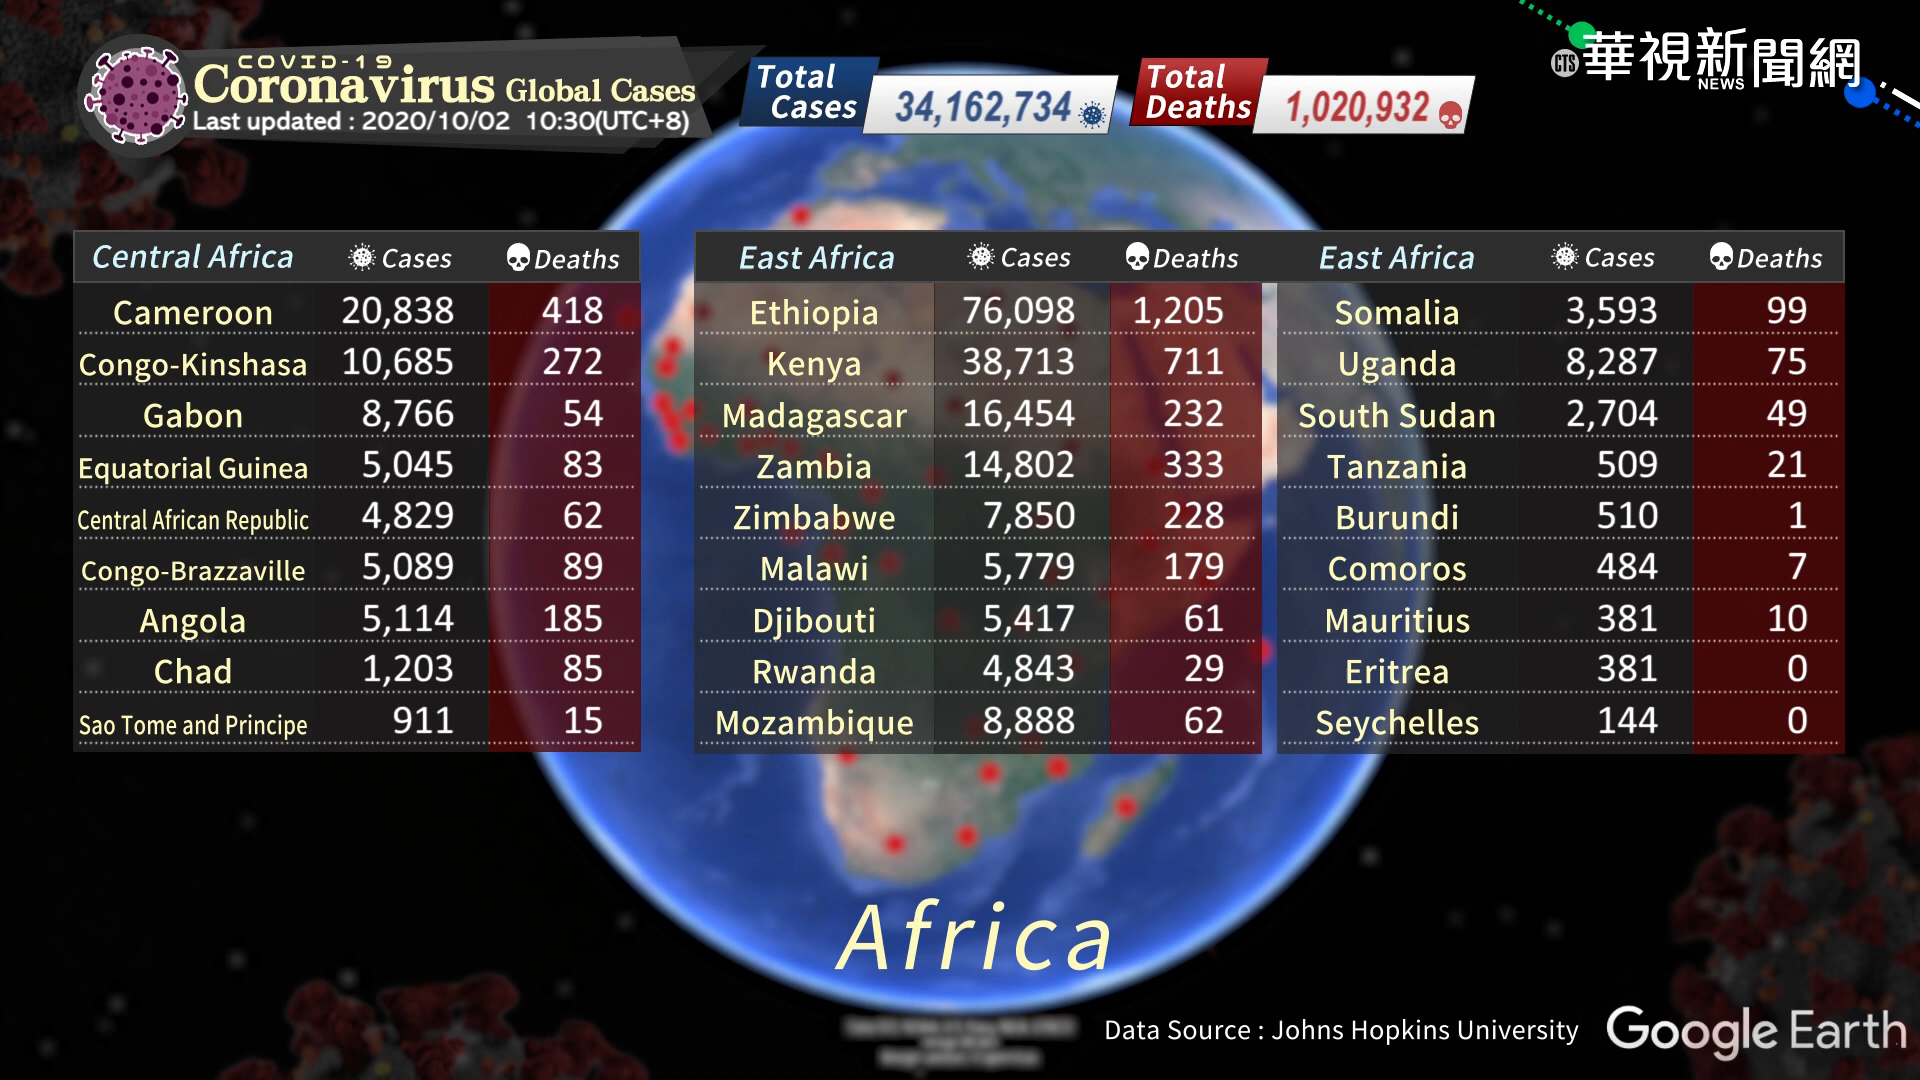 COVID-19
Coronavirus Global Cases
Last updated : 2020/10/02 10:30(UTC+8)
Total Cases
34,162,734
Total Deaths
1,020,932
CTS 華視新聞網
NEWS
Central Africa Cases Deaths
Cameroon 20,838 418
Congo-Kinshasa 10,685 272
Gabon 8,766 54
Equatorial Guinea 5,045 83
Central African Republic 4,829 62
Congo-Brazzaville 5,089 89
Angola 5,114 185
Chad 1,203 85
Sao Tome and Principe 911 15
East Africa Cases Deaths
Ethiopia 76,098 1,205
Kenya 38,713 711
Madagascar 16,454 232
Zambia 14,802 333
Zimbabwe 7,850 228
Malawi 5,779 179
Djibouti 5,417 61
Rwanda 4,843 29
Mozambique 8,888 62
East Africa Cases Deaths
Somalia 3,593 99
Uganda 8,287 75
South Sudan 2,704 49
Tanzania 509 21
Burundi 510 1
Comoros 484 7
Mauritius 381 10
Eritrea 381 0
Seychelles 144 0
Africa
Data Source : Johns Hopkins University
Google Earth